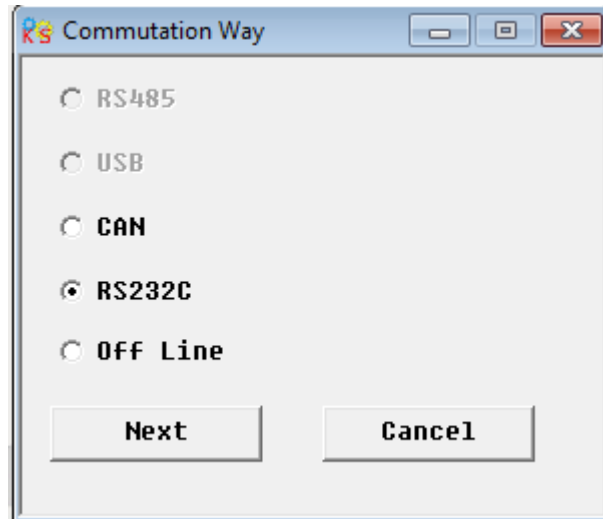 Commutation Way
RS485
USB
CAN
RS232C
Off Line
Next Cancel